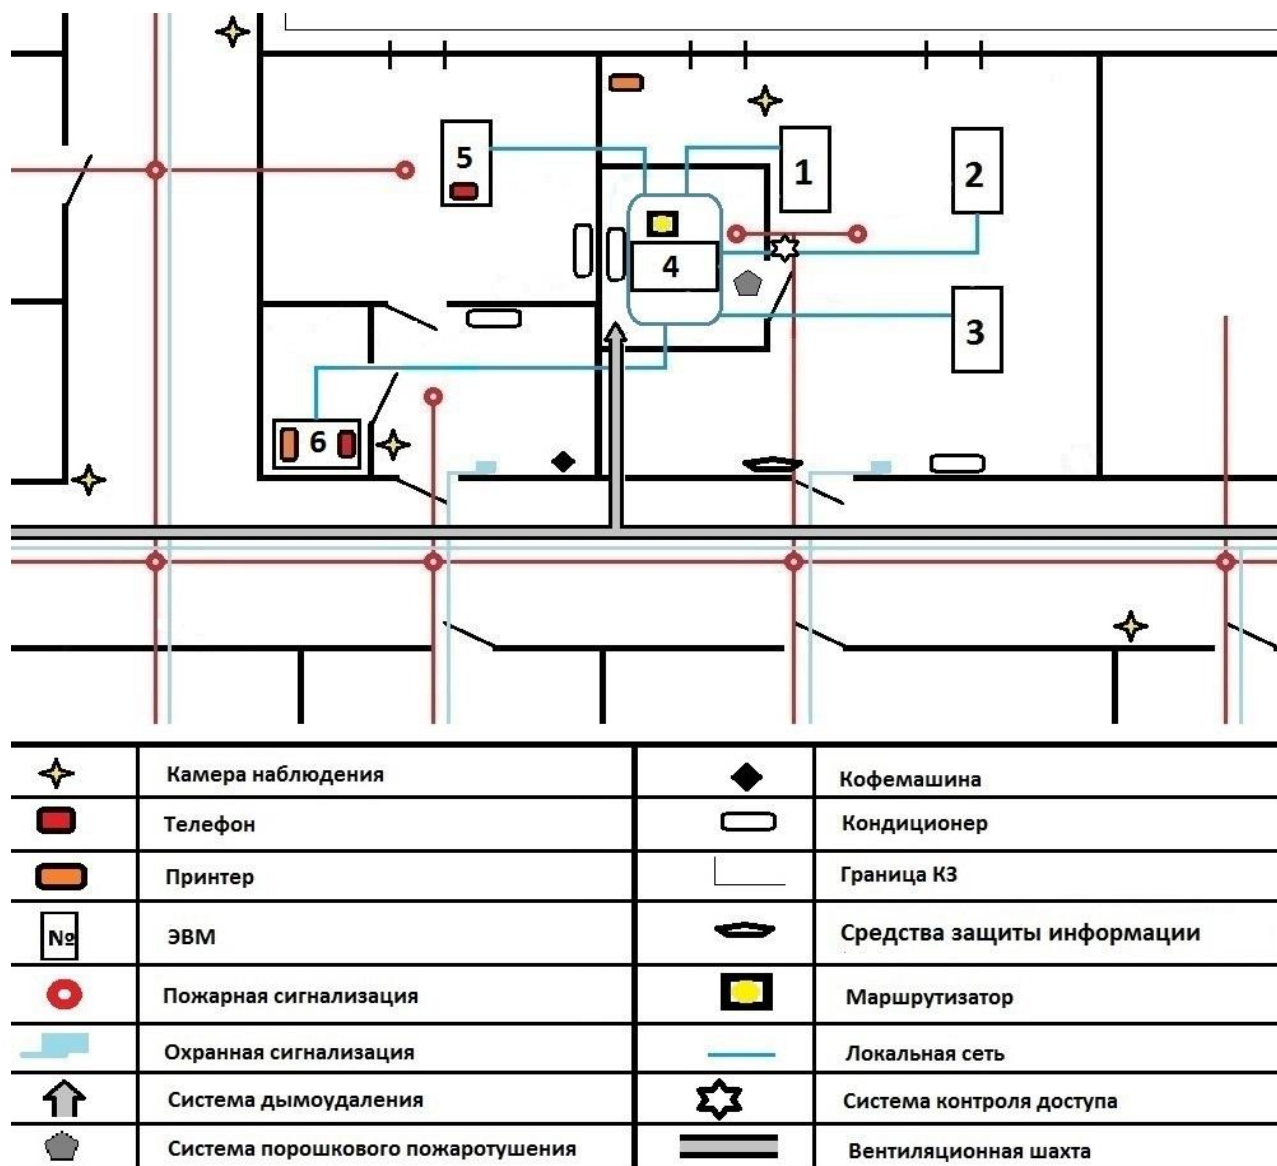 5
1
2
4
3
6
Камера наблюдения
Кофемашина
Телефон
Кондиционер
Принтер
Граница КЗ
№
ЭВМ
Средства защиты информации
Пожарная сигнализация
Маршрутизатор
Охранная сигнализация
Локальная сеть
Система дымоудаления
Система контроля доступа
Система порошкового пожаротушения
Вентиляционная шахта